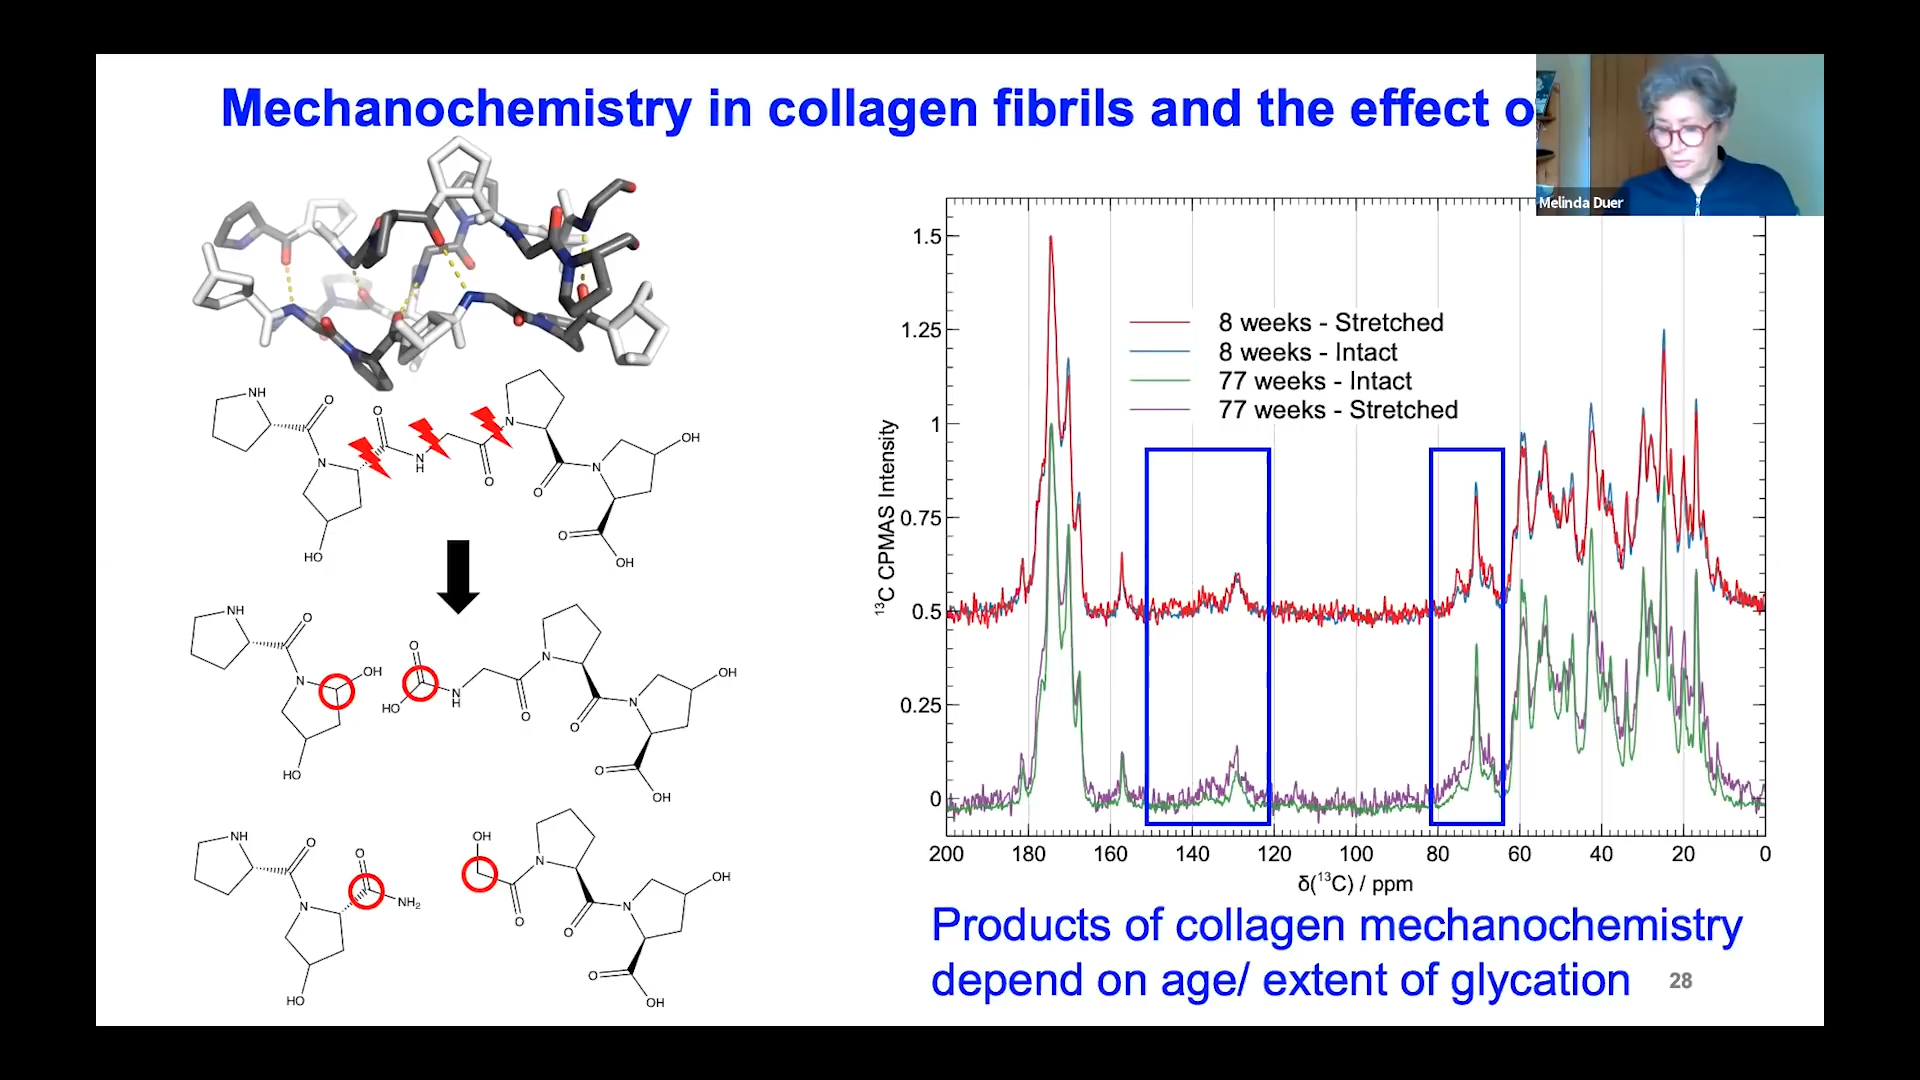 Mechanochemistry in collagen fibrils and the effect o
Melinda Duer
NH
O
O
N
N
H
O
N
O
N
OH
HO
O
OH
NH
O
N
OH
O
HO
N
H
O
N
O
N
OH
HO
O
OH
NH
O
N
O
NH₂
HO
OH
O
N
O
N
OH
O
OH
8 weeks - Stretched
8 weeks - Intact
77 weeks - Intact
77 weeks - Stretched
¹³C CPMAS Intensity
1.5
1.25
1
0.75
0.5
0.25
0
200 180 160 140 120 100 80 60 40 20 0
δ(¹³C) / ppm
Products of collagen mechanochemistry
depend on age/ extent of glycation
28